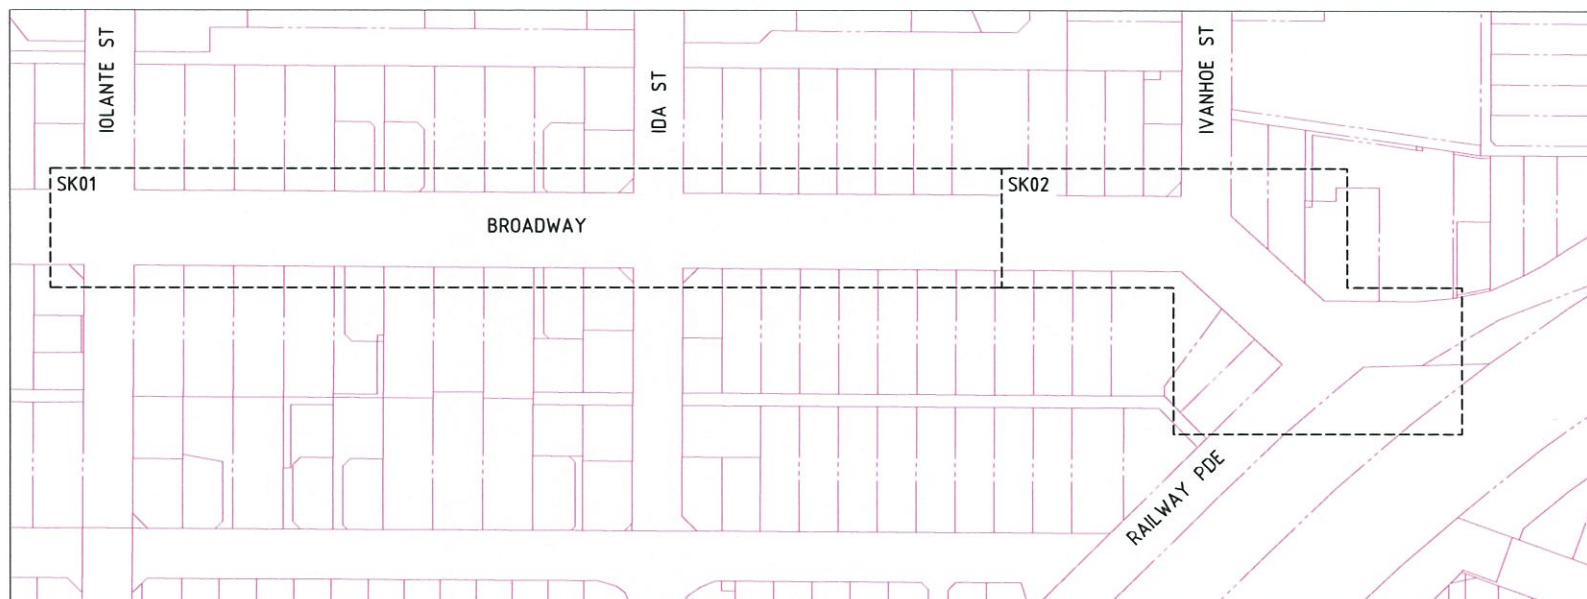 IOLANTE ST
IDA ST
IVANHOE ST
SK01
SK02
BROADWAY
RAILWAY PDE